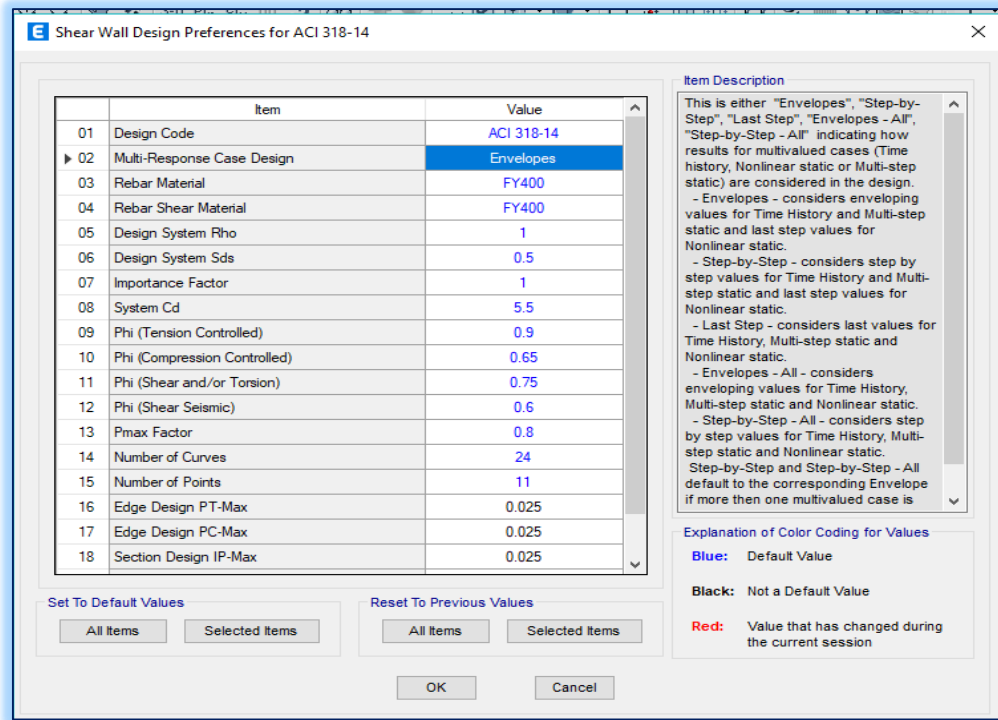 E Shear Wall Design Preferences for ACI 318-14
Item Value
01 Design Code ACI 318-14
02 Multi-Response Case Design Envelopes
03 Rebar Material FY400
04 Rebar Shear Material FY400
05 Design System Rho 1
06 Design System Sds 0.5
07 Importance Factor 1
08 System Cd 5.5
09 Phi (Tension Controlled) 0.9
10 Phi (Compression Controlled) 0.65
11 Phi (Shear and/or Torsion) 0.75
12 Phi (Shear Seismic) 0.6
13 Pmax Factor 0.8
14 Number of Curves 24
15 Number of Points 11
16 Edge Design PT-Max 0.025
17 Edge Design PC-Max 0.025
18 Section Design IP-Max 0.025
Set To Default Values
All Items Selected Items
Reset To Previous Values
All Items Selected Items
Item Description
This is either "Envelopes", "Step-by-
Step", "Last Step", "Envelopes - All",
"Step-by-Step - All" indicating how
results for multivalued cases (Time
history, Nonlinear static or Multi-step
static) are considered in the design.
- Envelopes - considers enveloping
values for Time History and Multi-step
static and last step values for
Nonlinear static.
- Step-by-Step - considers step by
step values for Time History and Multi-
step static and last step values for
Nonlinear static.
- Last Step - considers last values for
Time History, Multi-step static and
Nonlinear static.
- Envelopes - All - considers
enveloping values for Time History,
Multi-step static and Nonlinear static.
- Step-by-Step - All - considers step
by step values for Time History, Multi-
step static and Nonlinear static.
Step-by-Step and Step-by-Step - All
default to the corresponding Envelope
if more then one multivalued case is
Explanation of Color Coding for Values
Blue: Default Value
Black: Not a Default Value
Red: Value that has changed during
the current session
OK Cancel